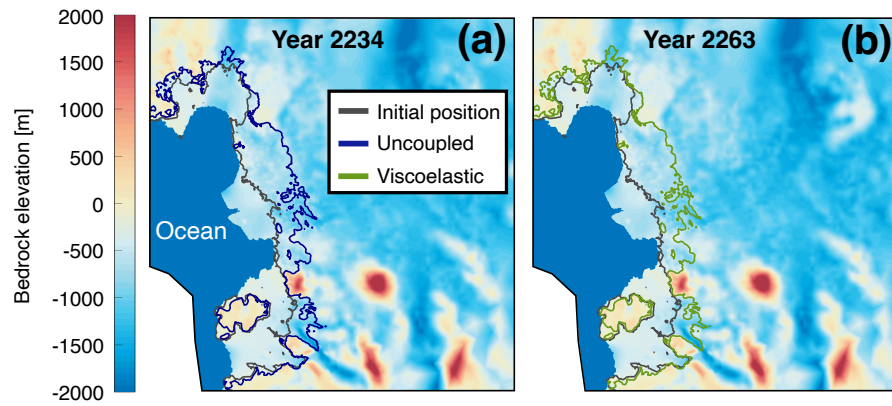 2000
1500
1000
500
0
-500
-1000
-1500
-2000
Bedrock elevation [m]
Year 2234
(a)
Initial position
Uncoupled
Viscoelastic
Ocean
Year 2263
(b)